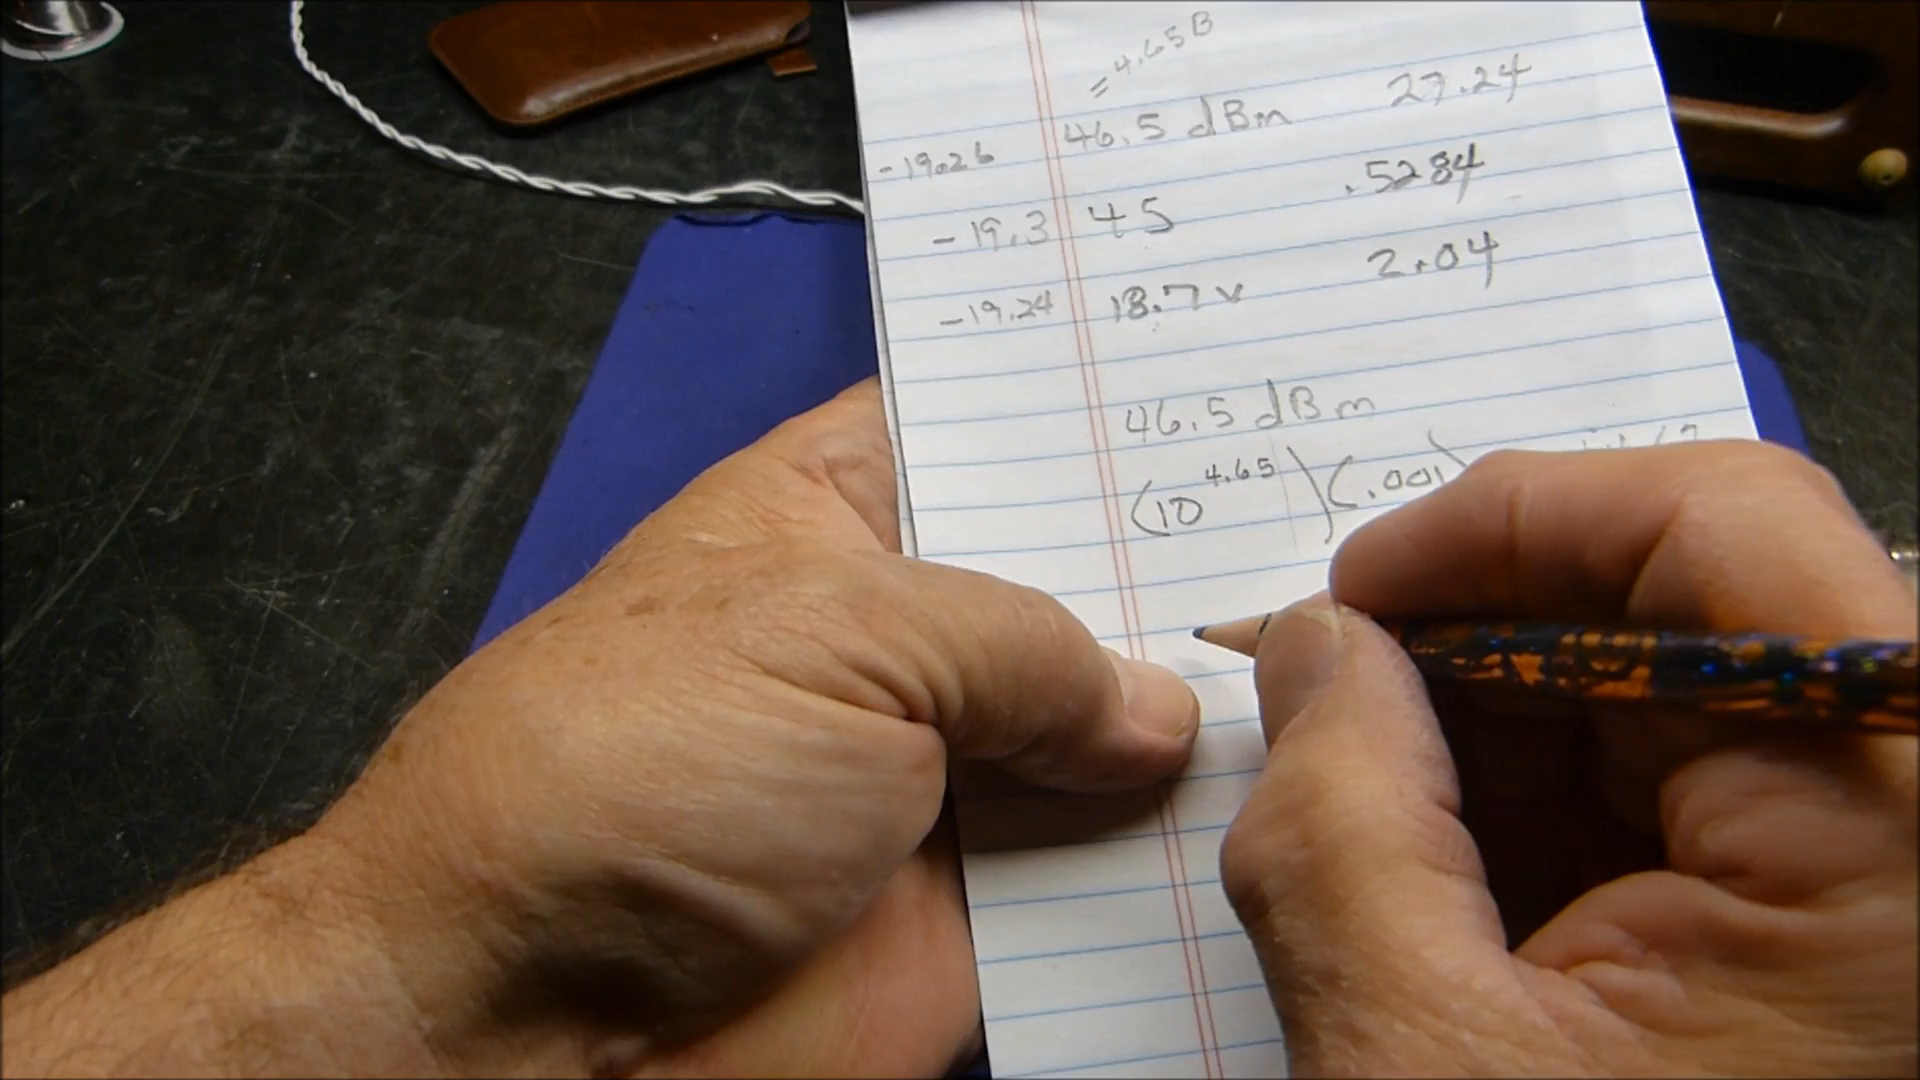 = 4.65B
-19.26 46.5 dBm 27.24
-19.3 45 .5284
-19.24 18.7 v 2.04
46.5 dBm
(10^4.65)(.001)